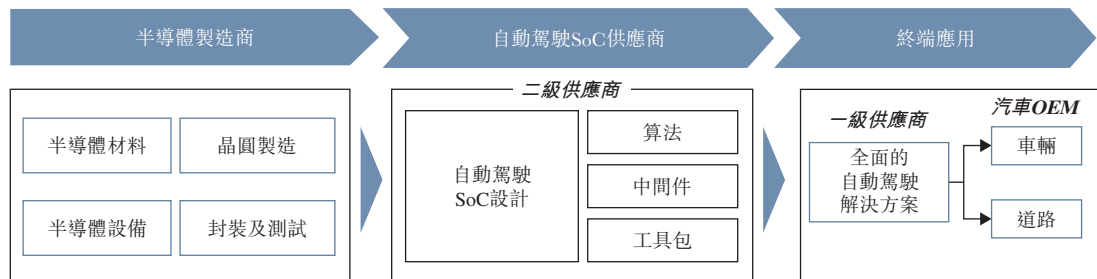 半導體製造商
自動駕駛SoC供應商
終端應用
半導體材料
晶圓製造
半導體設備
封裝及測試
二級供應商
自動駕駛
SoC設計
算法
中間件
工具包
一級供應商
全面的
自動駕駛
解決方案
汽車OEM
車輛
道路